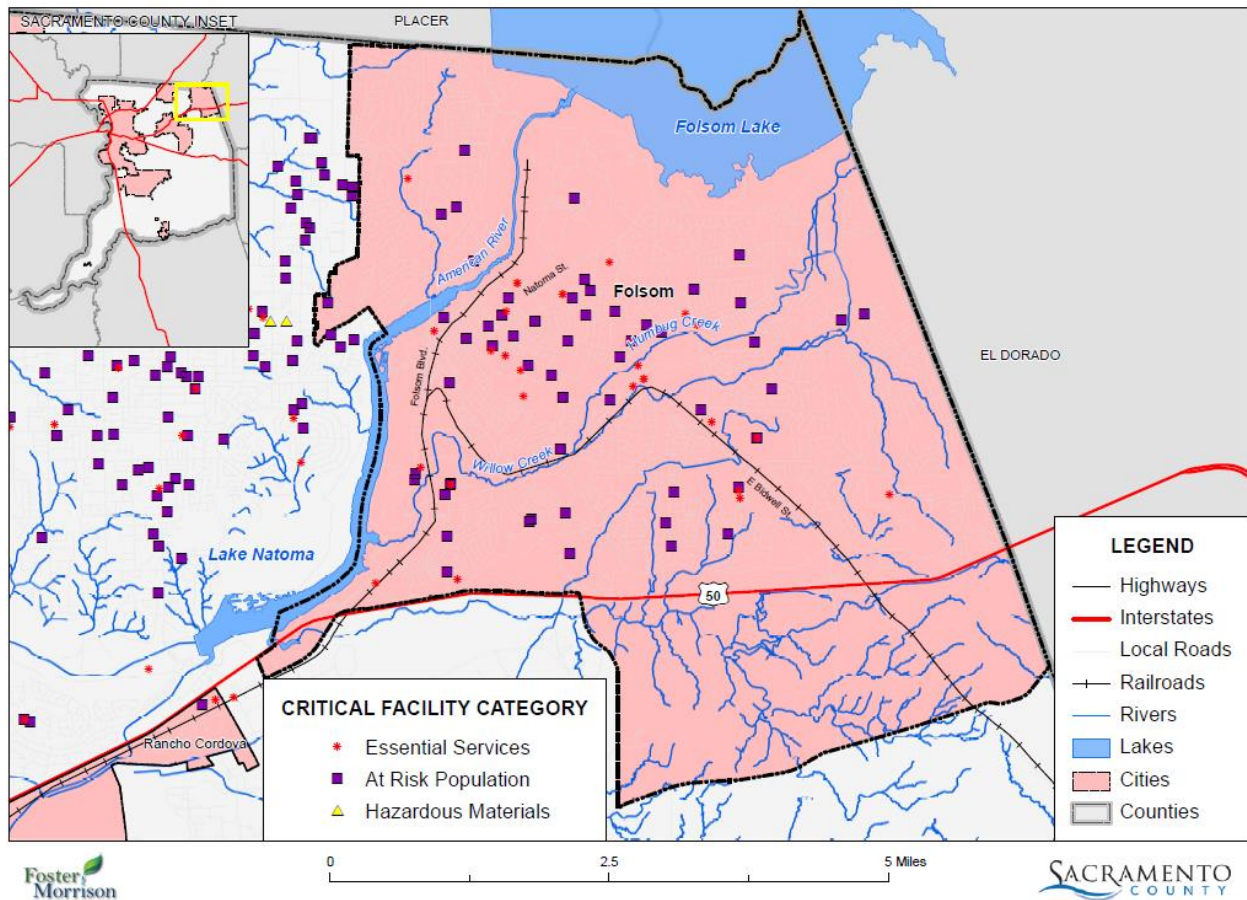 SACRAMENTO COUNTY INSET
PLACER
Folsom Lake
American River
Natoma St.
Folsom
Humbug Creek
EL DORADO
Folsom Blvd.
Willow Creek
E Bidwell St.
Lake Natoma
50
Rancho Cordova
CRITICAL FACILITY CATEGORY
Essential Services
At Risk Population
Hazardous Materials
LEGEND
Highways
Interstates
Local Roads
Railroads
Rivers
Lakes
Cities
Counties
Foster
Morrison
0
2.5
5 Miles
SACRAMENTO
COUNTY